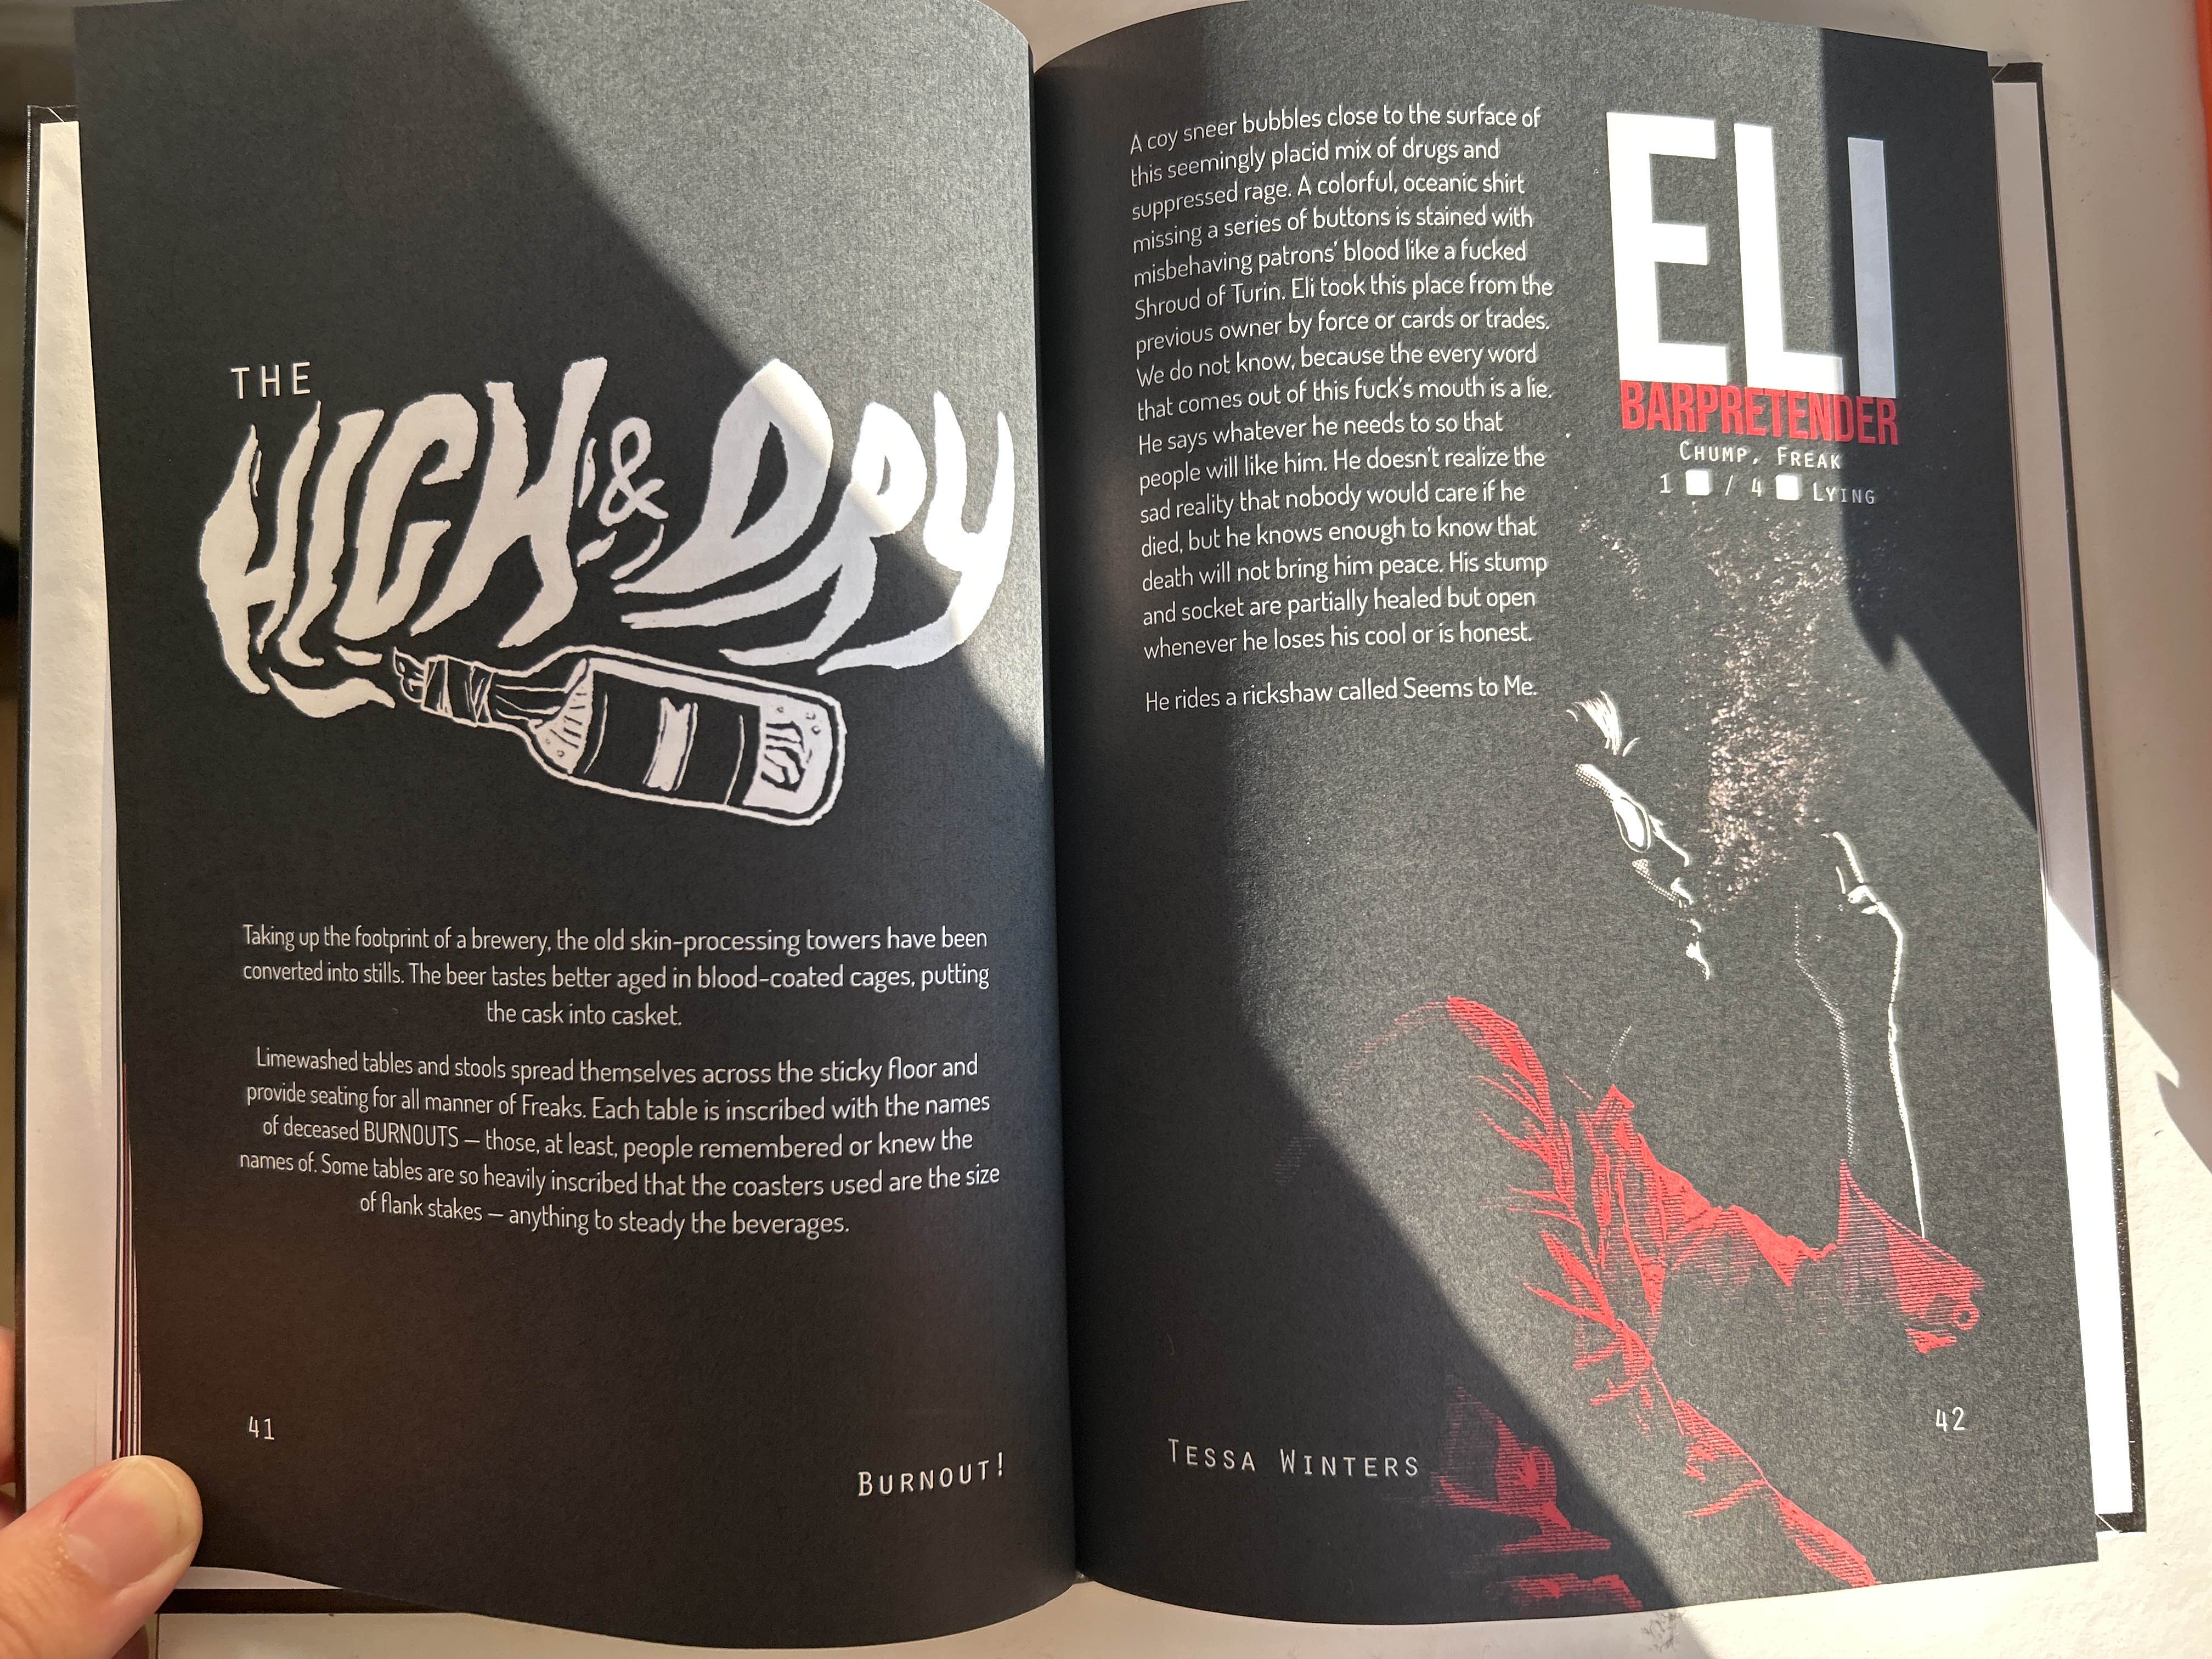 THE
HIGH & DRY
Taking up the footprint of a brewery, the old skin-processing towers have been
converted into stills. The beer tastes better aged in blood-coated cages, putting
the cask into casket.
Limewashed tables and stools spread themselves across the sticky floor and
provide seating for all manner of Freaks. Each table is inscribed with the names
of deceased BURNOUTS – those, at least, people remembered or knew the
names of. Some tables are so heavily inscribed that the coasters used are the size
of flank stakes – anything to steady the beverages.
41
BURNOUT!
A coy sneer bubbles close to the surface of
this seemingly placid mix of drugs and
suppressed rage. A colorful, oceanic shirt
missing a series of buttons is stained with
misbehaving patrons' blood like a fucked
Shroud of Turin. Eli took this place from the
previous owner by force or cards or trades.
We do not know, because the every word
that comes out of this fuck's mouth is a lie.
He says whatever he needs to so that
people will like him. He doesn't realize the
sad reality that nobody would care if he
died, but he knows enough to know that
death will not bring him peace. His stump
and socket are partially healed but open
whenever he loses his cool or is honest.
He rides a rickshaw called Seems to Me.
ELI
BARPRETENDER
CHUMP, FREAK
1 / 4 LYING
TESSA WINTERS
42